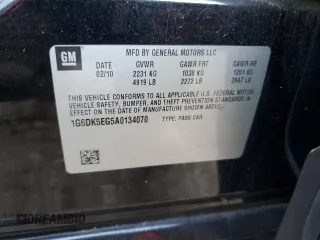 GM
MFD BY GENERAL MOTORS LLC
DATE GVWR GAWR FRT GAWR RR
02/10 2231 KG 1030 KG 1201 KG
4919 LB 2272 LB 2647 LB
THIS VEHICLE CONFORMS TO ALL APPLICABLE U.S. FEDERAL MOTOR
VEHICLE SAFETY, BUMPER, AND THEFT PREVENTION STANDARDS
IN EFFECT ON THE DATE OF MANUFACTURE SHOWN ABOVE.
1G6DK5EG5A0134070 TYPE: PASS CAR
DREAMBID